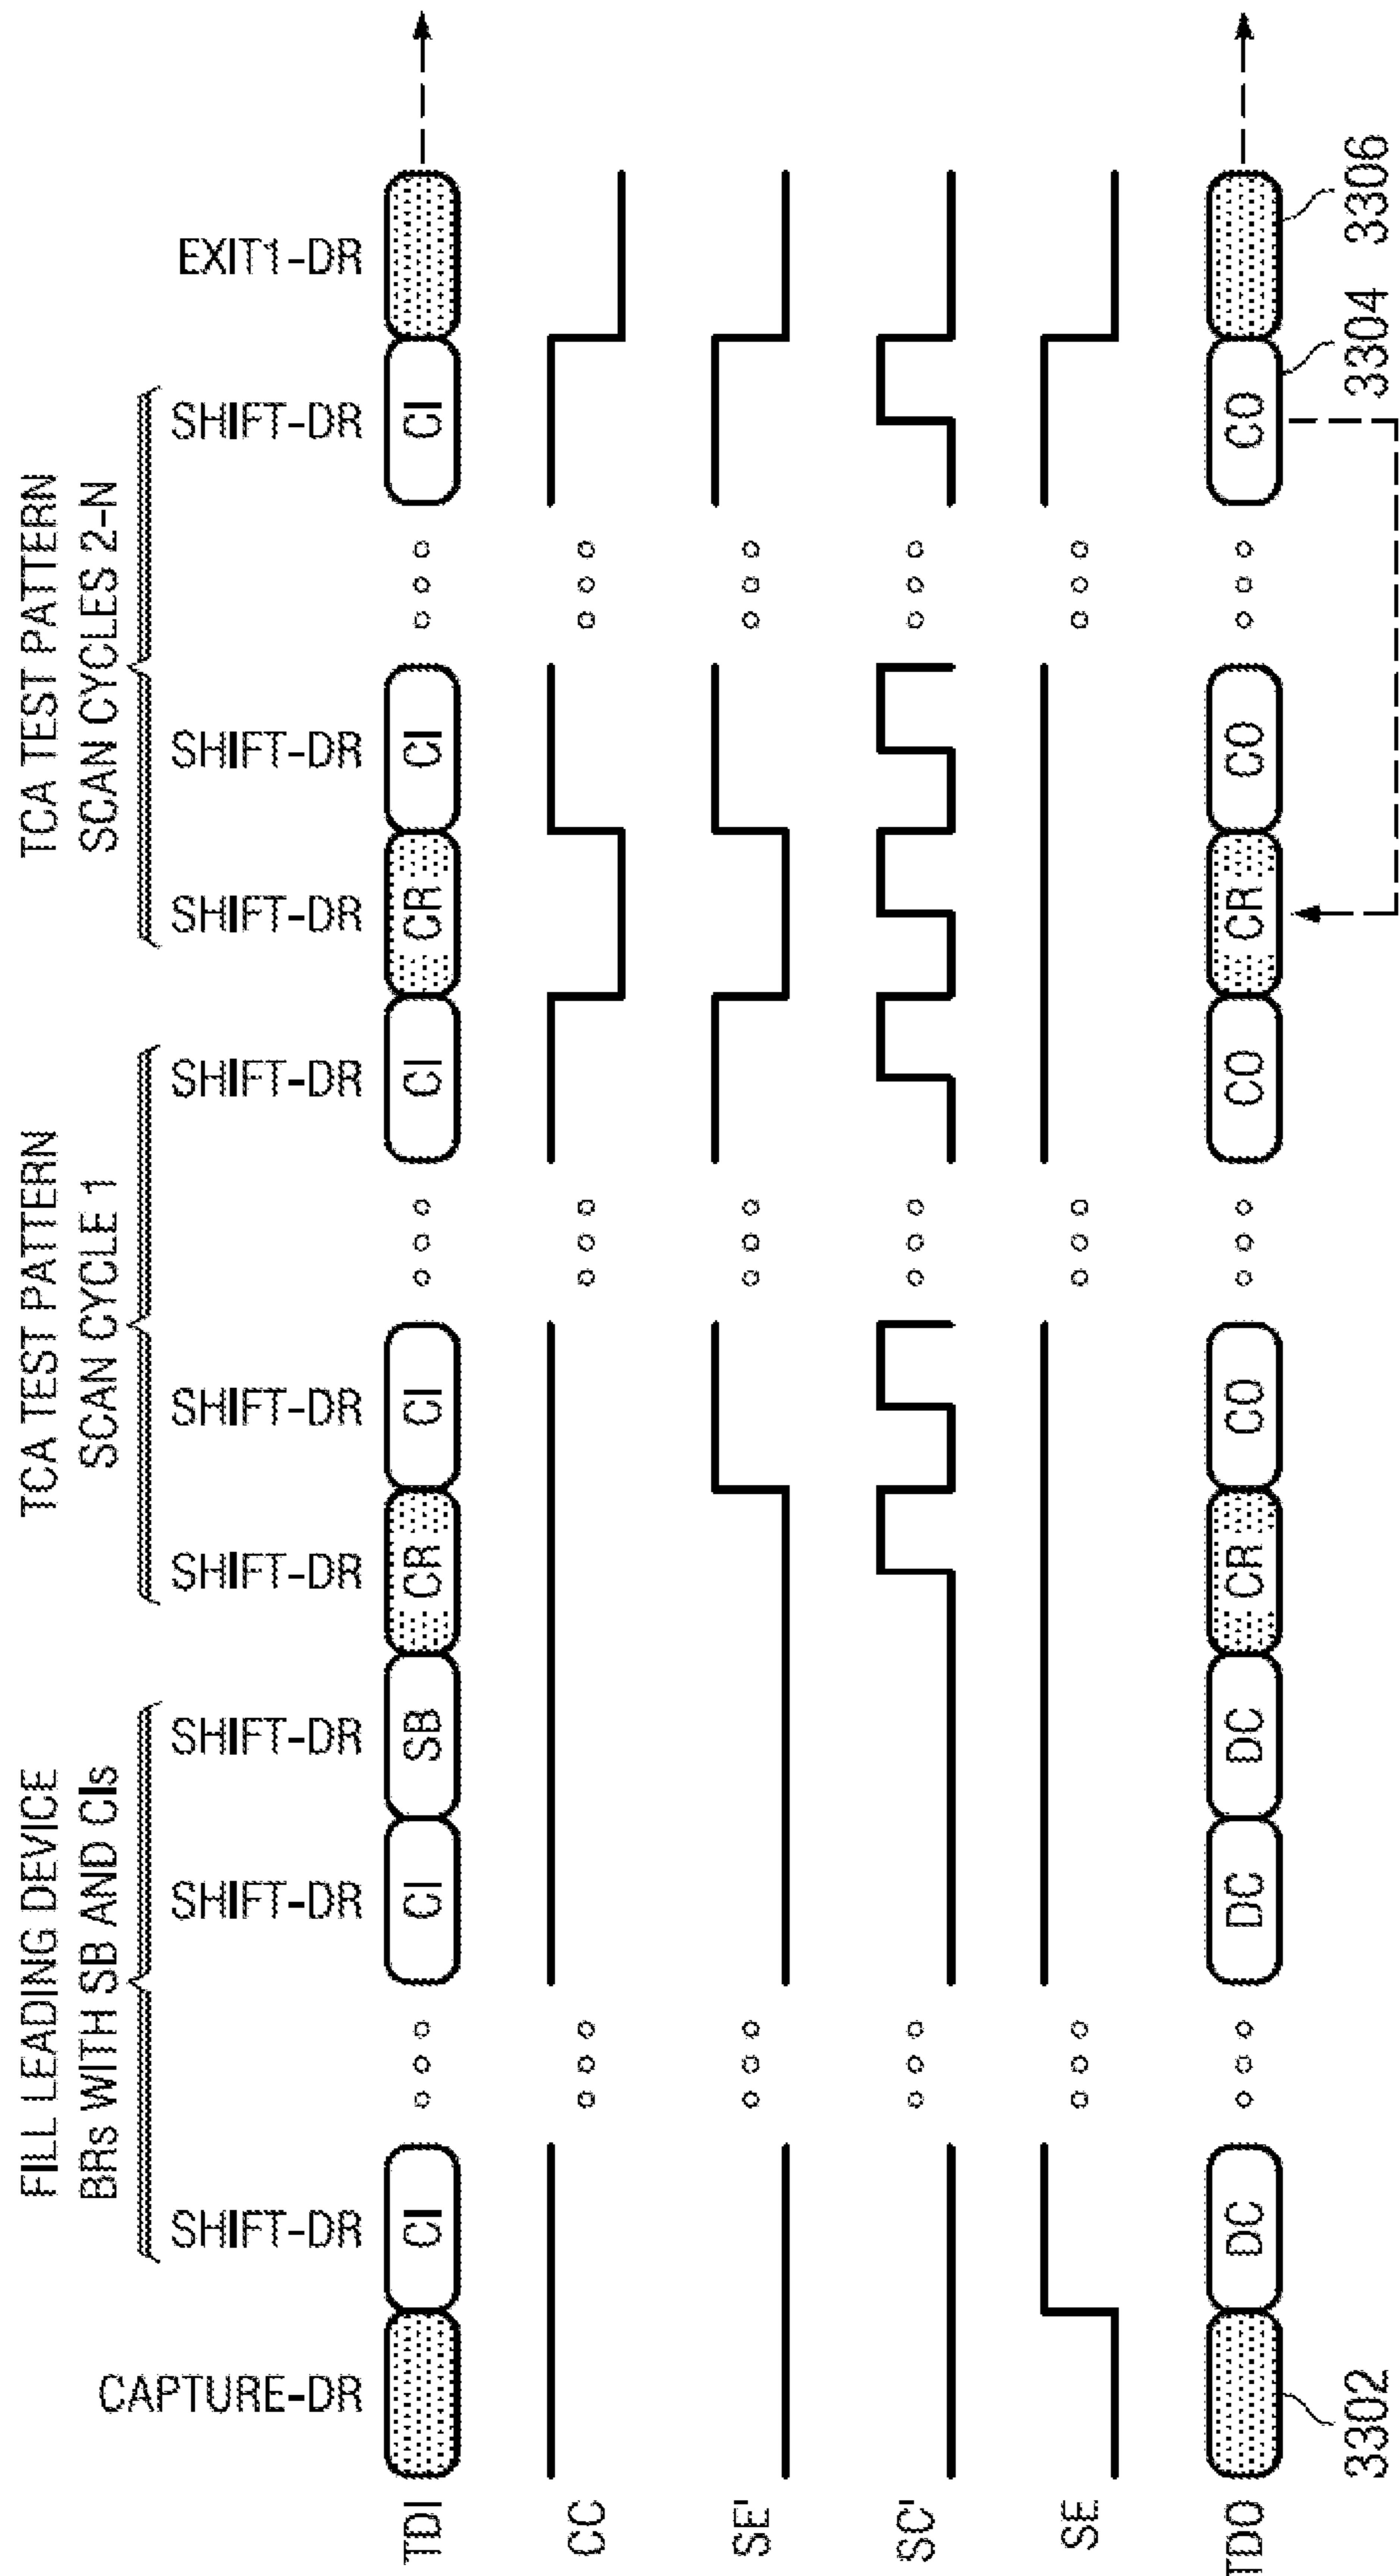 FILL LEADING DEVICE
BRs WITH SB AND CIs
TCA TEST PATTERN
SCAN CYCLE 1
TCA TEST PATTERN
SCAN CYCLES 2-N
CAPTURE-DR SHIFT-DR SHIFT-DR SHIFT-DR SHIFT-DR SHIFT-DR SHIFT-DR SHIFT-DR SHIFT-DR SHIFT-DR EXIT1-DR
TDI CI CI SB CR CI CI CR CI CI
CC
SE'
SC'
SE
TDO DC DC DC CR CO CO CR CO CO
3302 3304 3306